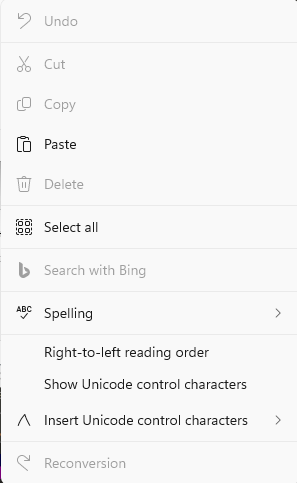 Undo
Cut
Copy
Paste
Delete
Select all
Search with Bing
ABC
Spelling
Right-to-left reading order
Show Unicode control characters
Insert Unicode control characters
Reconversion